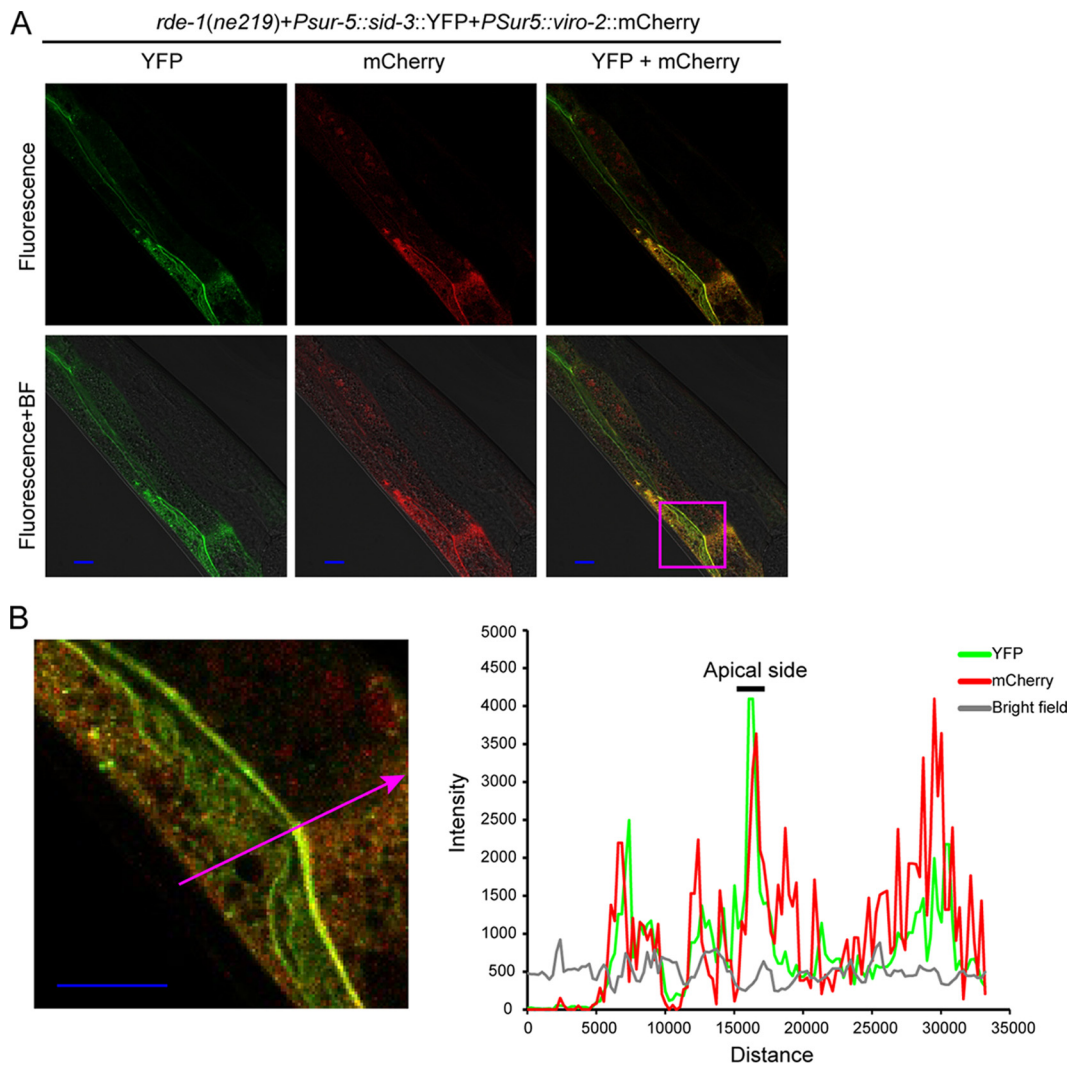 A
rde-1(ne219)+Psur-5::sid-3::YFP+PSur5::viro-2::mCherry
YFP mCherry YFP + mCherry
Fluorescence
Fluorescence+BF
B
5000
4500
4000
3500
3000
2500
2000
1500
1000
500
0
Intensity
Apical side
YFP
mCherry
Bright field
0 5000 10000 15000 20000 25000 30000 35000
Distance